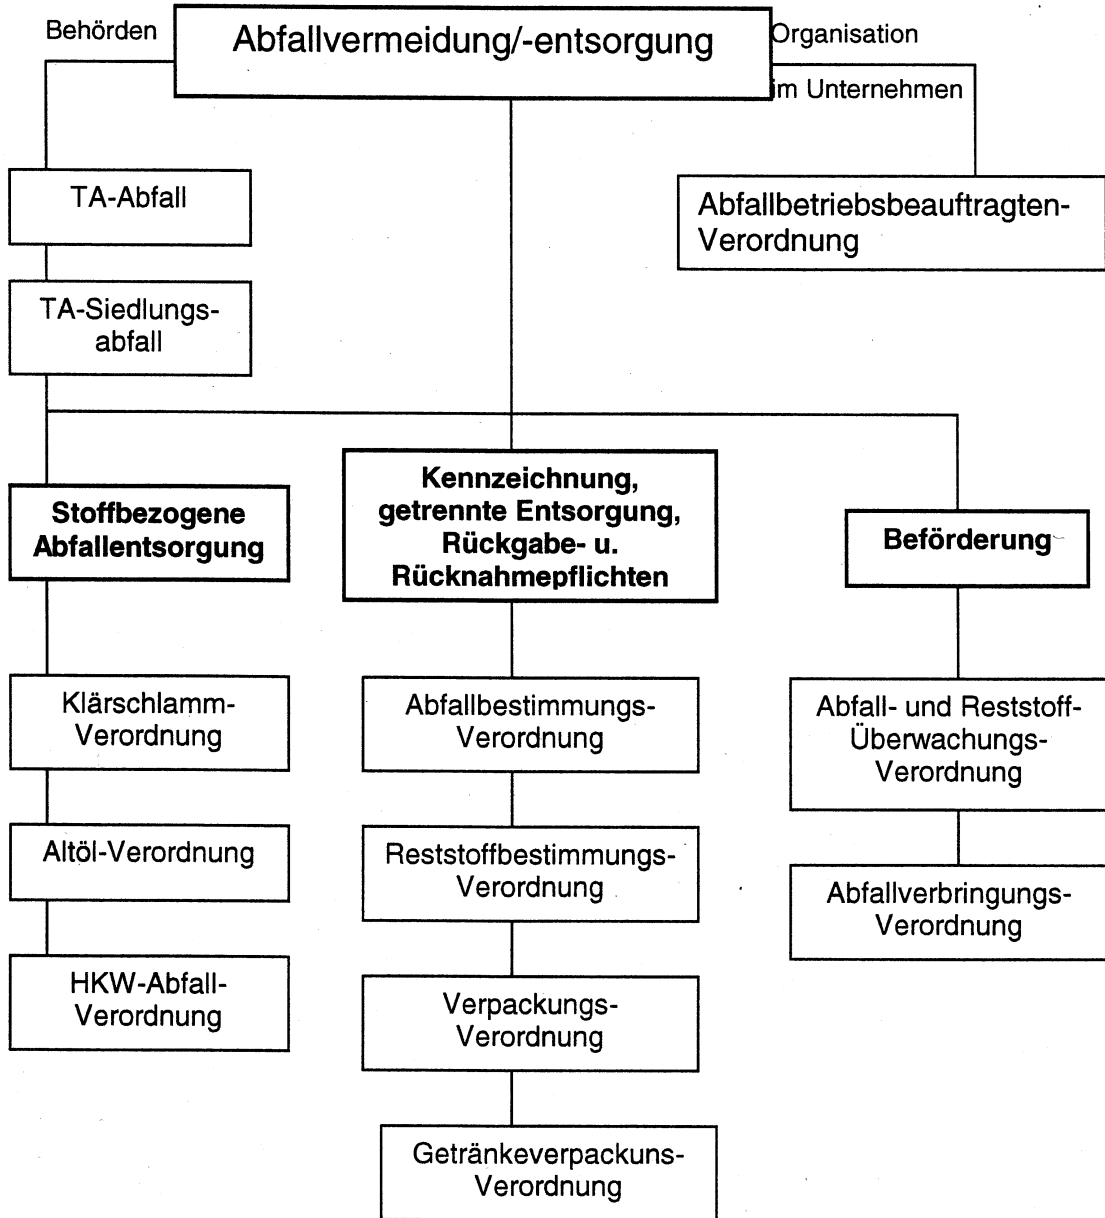 Behörden
Abfallvermeidung/-entsorgung
Organisation
im Unternehmen
TA-Abfall
Abfallbetriebsbeauftragten-
Verordnung
TA-Siedlungs-
abfall
Stoffbezogene
Abfallentsorgung
Kennzeichnung,
getrennte Entsorgung,
Rückgabe- u.
Rücknahmepflichten
Beförderung
Klärschlamm-
Verordnung
Altöl-Verordnung
HKW-Abfall-
Verordnung
Abfallbestimmungs-
Verordnung
Reststoffbestimmungs-
Verordnung
Verpackungs-
Verordnung
Getränkeverpackuns-
Verordnung
Abfall- und Reststoff-
Überwachungs-
Verordnung
Abfallverbringungs-
Verordnung